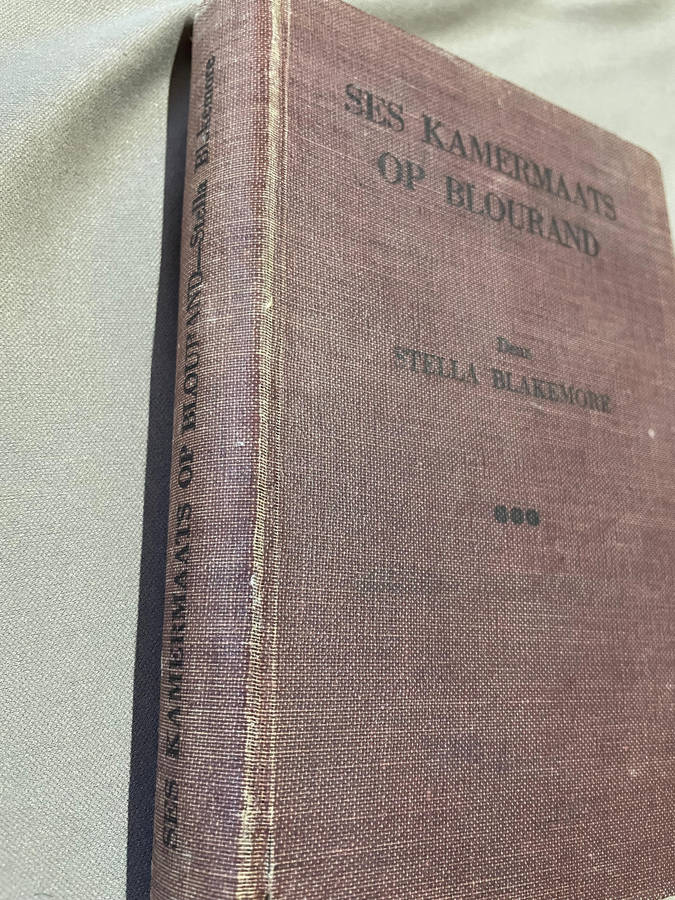 SES KAMERMAATS
OP BLOURAND
Deur
STELLA BLAKEMORE
SES KAMERMAATS OP BLOURAND—Stella Blakemore